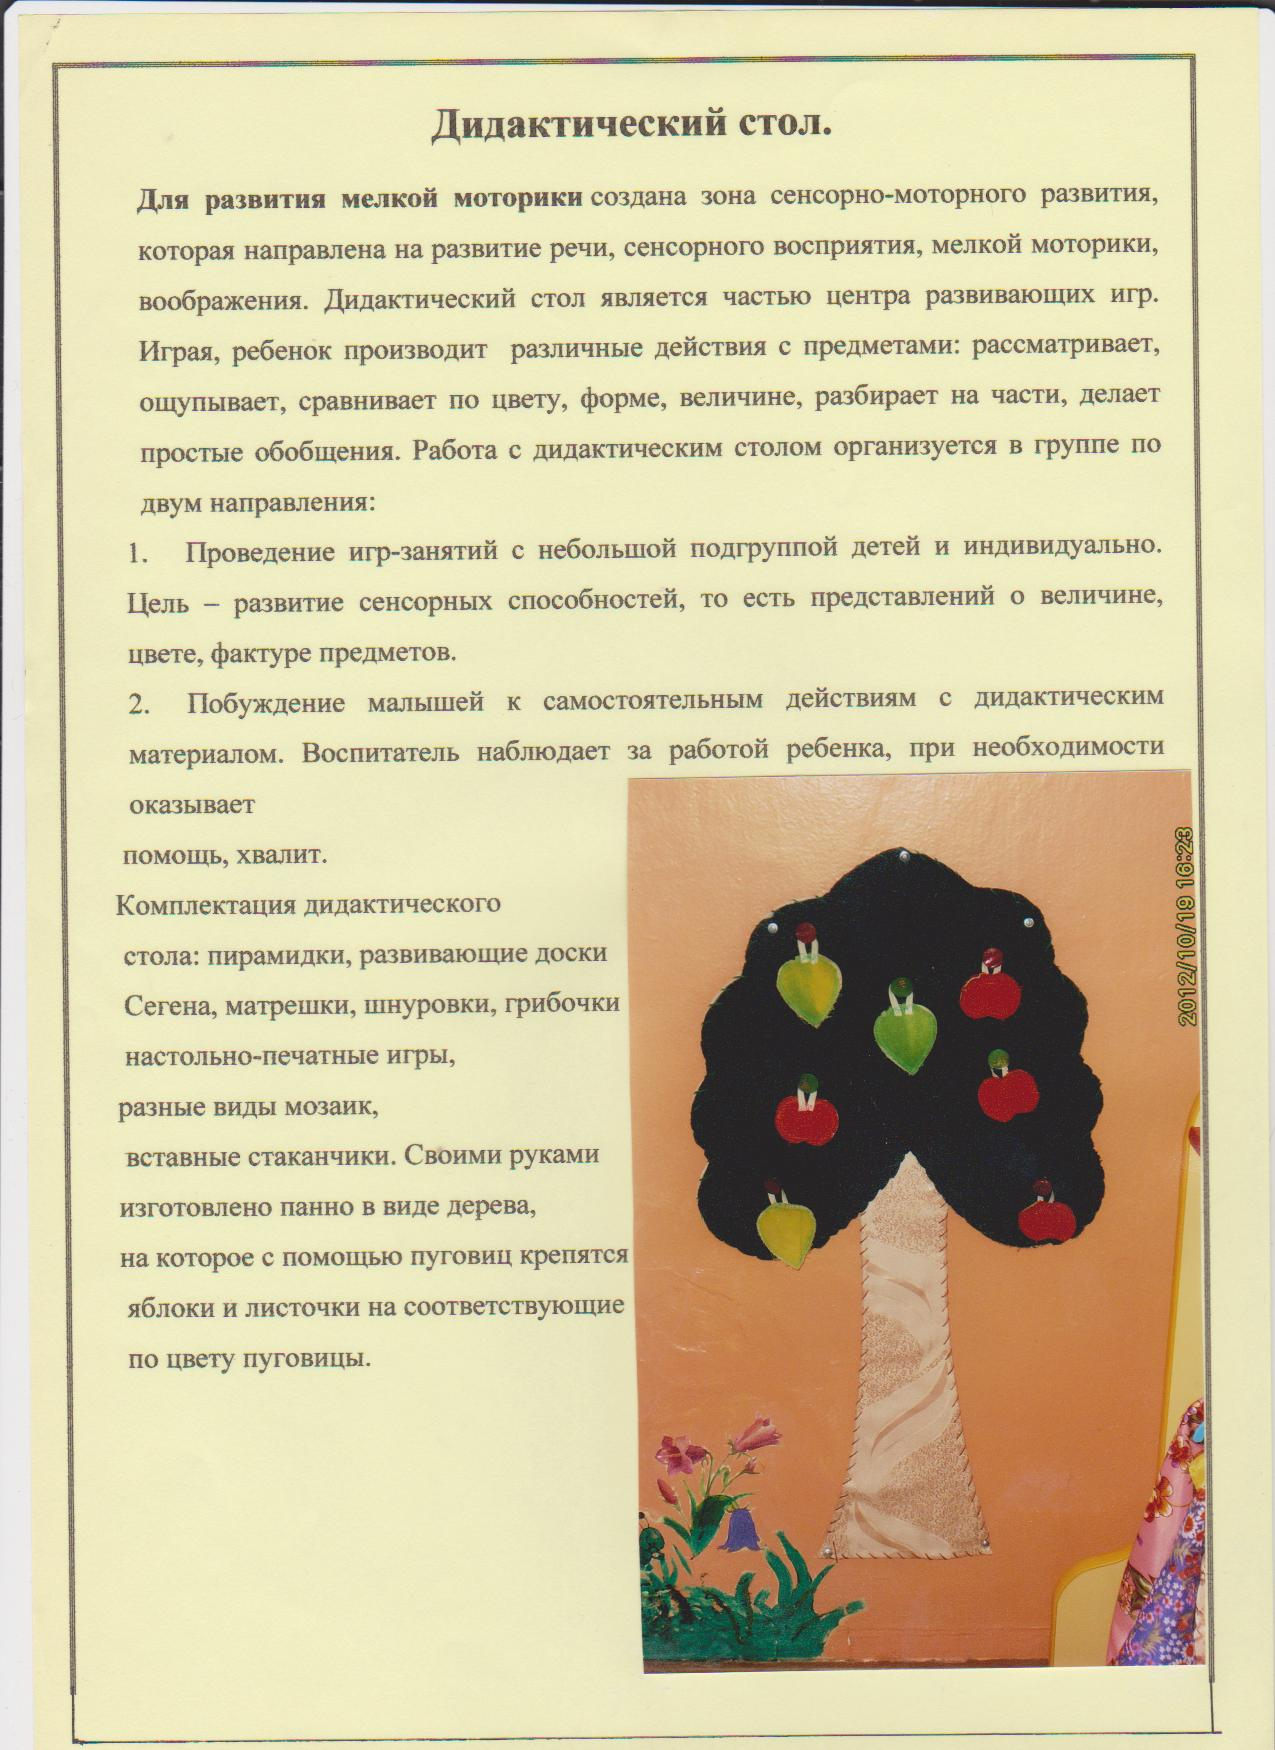 Дидактический стол.
Для развития мелкой моторики создана зона сенсорно-моторного развития,
которая направлена на развитие речи, сенсорного восприятия, мелкой моторики,
воображения. Дидактический стол является частью центра развивающих игр.
Играя, ребенок производит различные действия с предметами: рассматривает,
ощупывает, сравнивает по цвету, форме, величине, разбирает на части, делает
простые обобщения. Работа с дидактическим столом организуется в группе по
двум направления:
1. Проведение игр-занятий с небольшой подгруппой детей и индивидуально.
Цель – развитие сенсорных способностей, то есть представлений о величине,
цвете, фактуре предметов.
2. Побуждение малышей к самостоятельным действиям с дидактическим
материалом. Воспитатель наблюдает за работой ребенка, при необходимости
оказывает
помощь, хвалит.
Комплектация дидактического
стола: пирамидки, развивающие доски
Сегена, матрешки, шнуровки, грибочки
настольно-печатные игры,
разные виды мозаик,
вставные стаканчики. Своими руками
изготовлено панно в виде дерева,
на которое с помощью пуговиц крепятся
яблоки и листочки на соответствующие
по цвету пуговицы.
2012/10/19 16:23